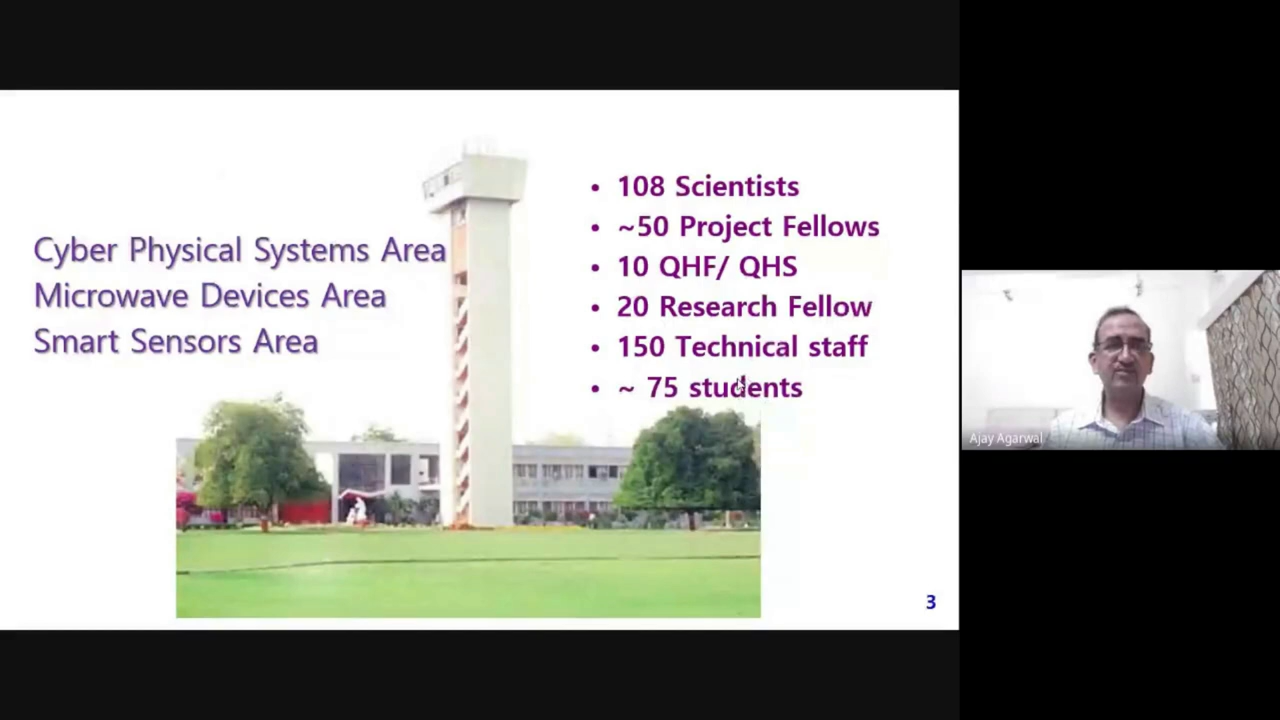 Cyber Physical Systems Area
Microwave Devices Area
Smart Sensors Area
• 108 Scientists
• ~50 Project Fellows
• 10 QHF/ QHS
• 20 Research Fellow
• 150 Technical staff
• ~ 75 students
3
Ajay Agarwal